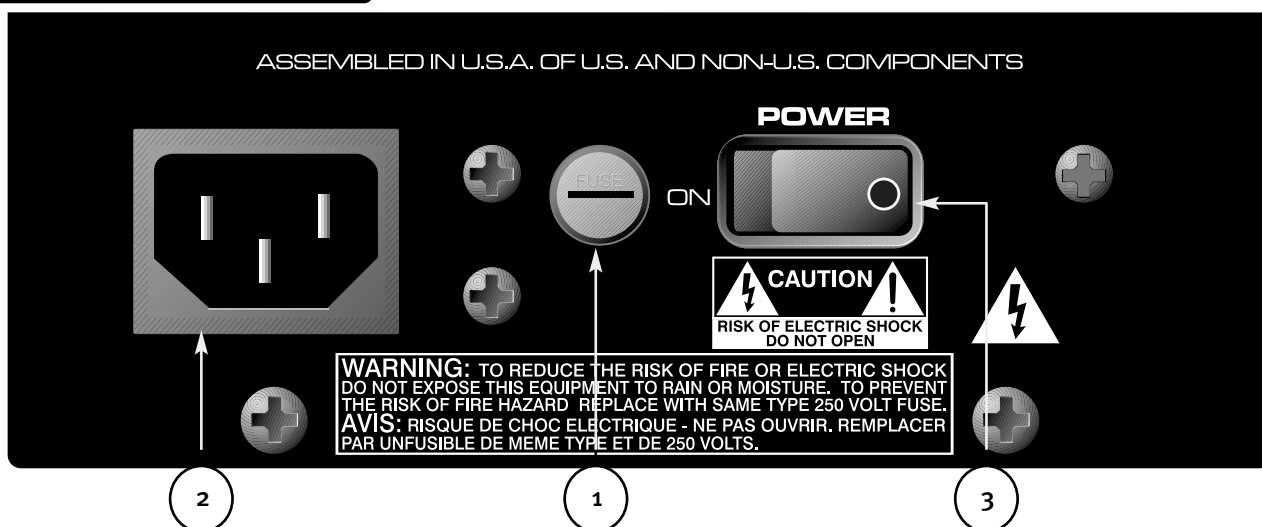 ASSEMBLED IN U.S.A. OF U.S. AND NON-U.S. COMPONENTS
POWER
FUSE
ON
CAUTION
RISK OF ELECTRIC SHOCK
DO NOT OPEN
WARNING: TO REDUCE THE RISK OF FIRE OR ELECTRIC SHOCK
DO NOT EXPOSE THIS EQUIPMENT TO RAIN OR MOISTURE. TO PREVENT
THE RISK OF FIRE HAZARD REPLACE WITH SAME TYPE 250 VOLT FUSE.
AVIS: RISQUE DE CHOC ELECTRIQUE - NE PAS OUVRIR. REMPLACER
PAR UNFUSIBLE DE MEME TYPE ET DE 250 VOLTS.
2
1
3